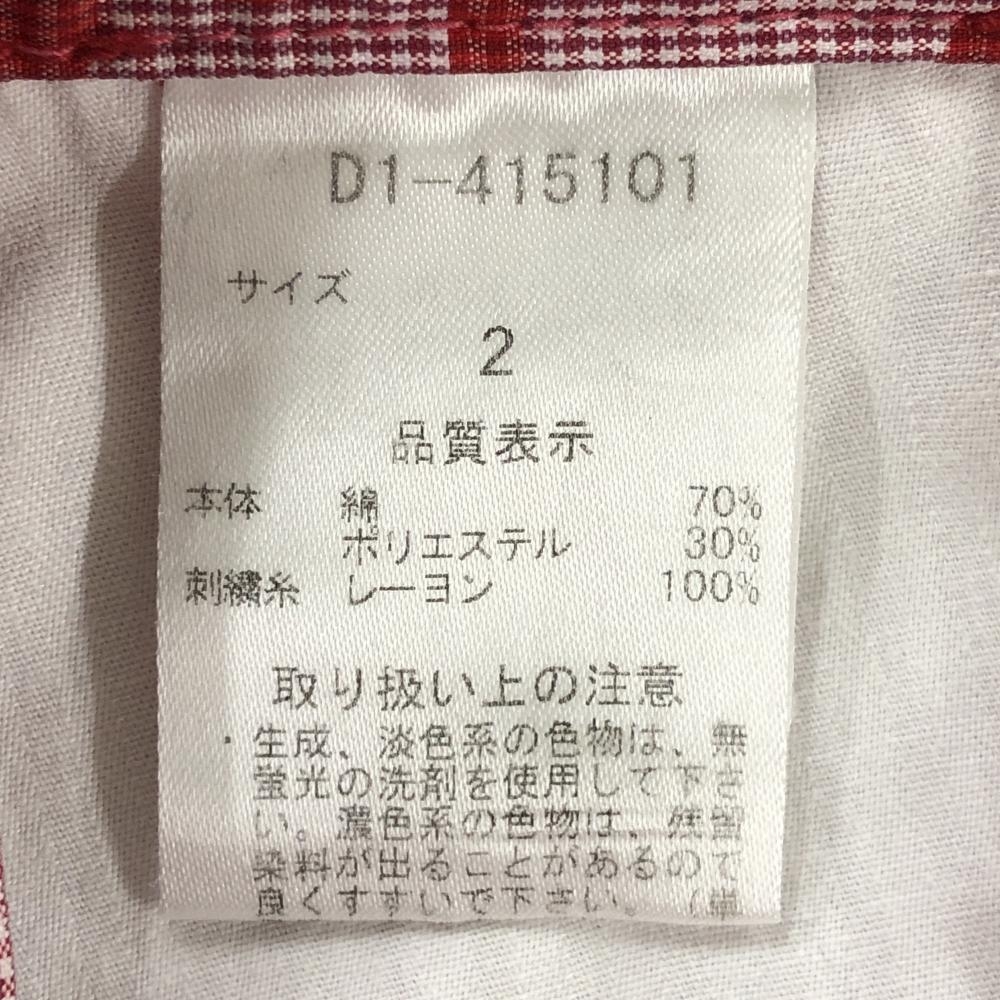 D1-415101
サイズ
2
品質表示
本体 綿 70%
ポリエステル 30%
刺繍糸 レーヨン 100%
取り扱い上の注意
・生成、淡色系の色物は、無
蛍光の洗剤を使用して下さ
い。濃色系の色物は、残留
染料が出ることがあるので
良くすすいで下さい。(単